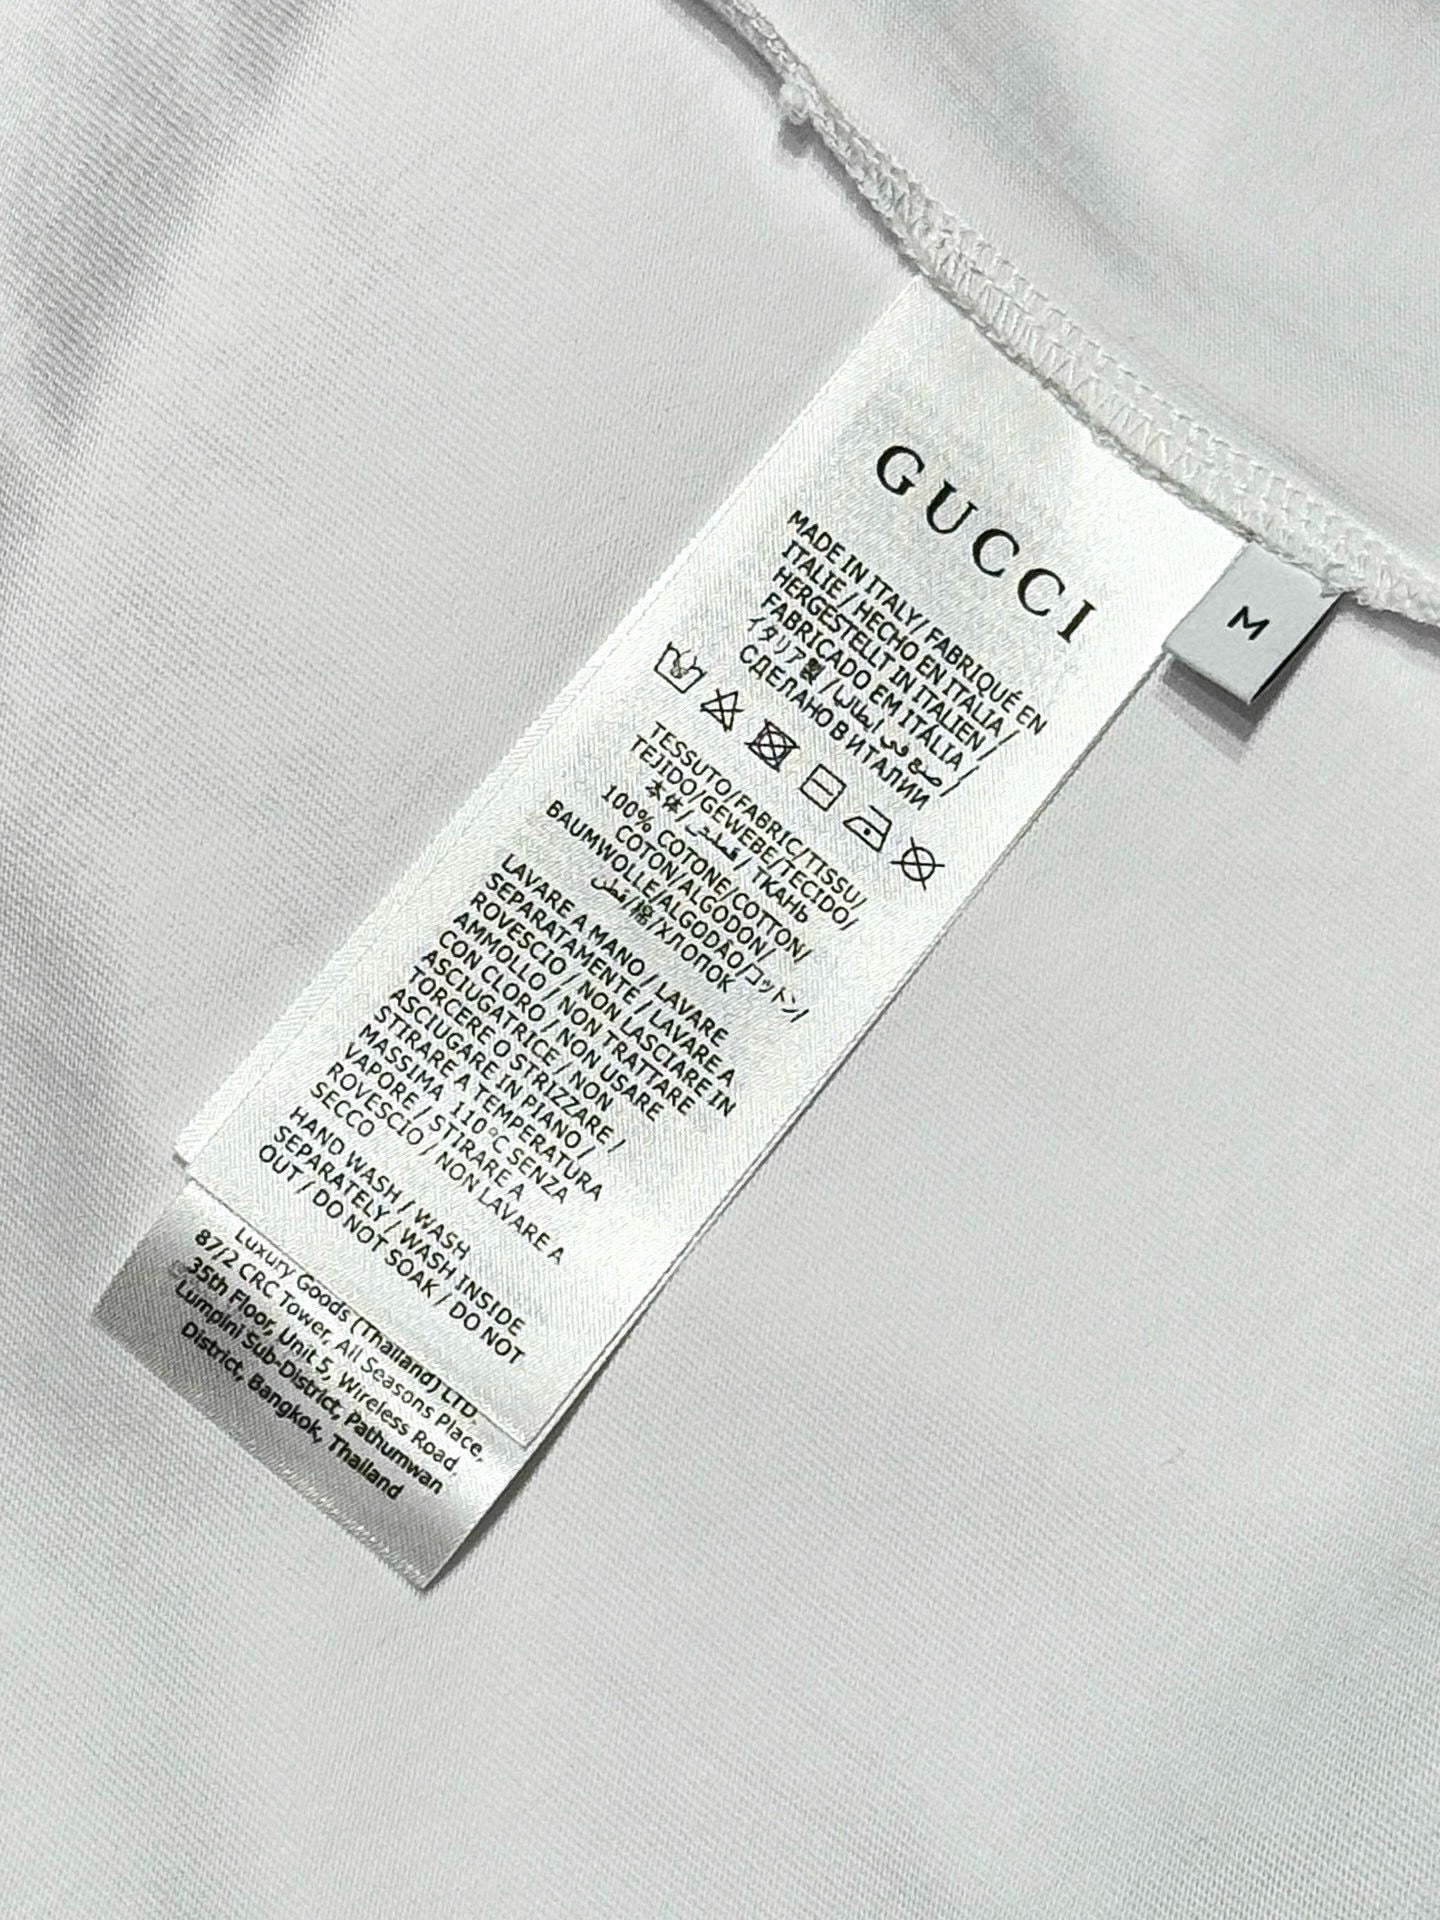 GUCCI
M
MADE IN ITALY / FABRIQUÉ EN
ITALIE / HECHO EN ITALIA /
HERGESTELLT IN ITALIEN /
FABRICADO EM ITÁLIA /
イタリア製 / صنع في ايطاليا /
СДЕЛАНО В ИТАЛИИ
TESSUTO/FABRIC/TISSU/
TEJIDO/GEWEBE/TECIDO/
本体/ / ТКАНЬ
100% COTONE/COTTON/
COTON/ALGODON/
BAUMWOLLE/ALGODÃO/コットン/
قطن/棉/ХЛОПОК
LAVARE A MANO / LAVARE
SEPARATAMENTE / LAVARE A
ROVESCIO / NON LASCIARE IN
AMMOLLO / NON TRATTARE
CON CLORO / NON USARE
ASCIUGATRICE / NON
TORCERE O STRIZZARE /
ASCIUGARE IN PIANO /
STIRARE A TEMPERATURA
MASSIMA 110°C SENZA
VAPORE / STIRARE A
ROVESCIO / NON LAVARE A
SECCO
HAND WASH / WASH
SEPARATELY / WASH INSIDE
OUT / DO NOT SOAK / DO NOT
Luxury Goods (Thailand) LTD.
87/2 CRC Tower, All Seasons Place,
35th Floor, Unit 5, Wireless Road,
Lumpini Sub-District, Pathumwan
District, Bangkok, Thailand